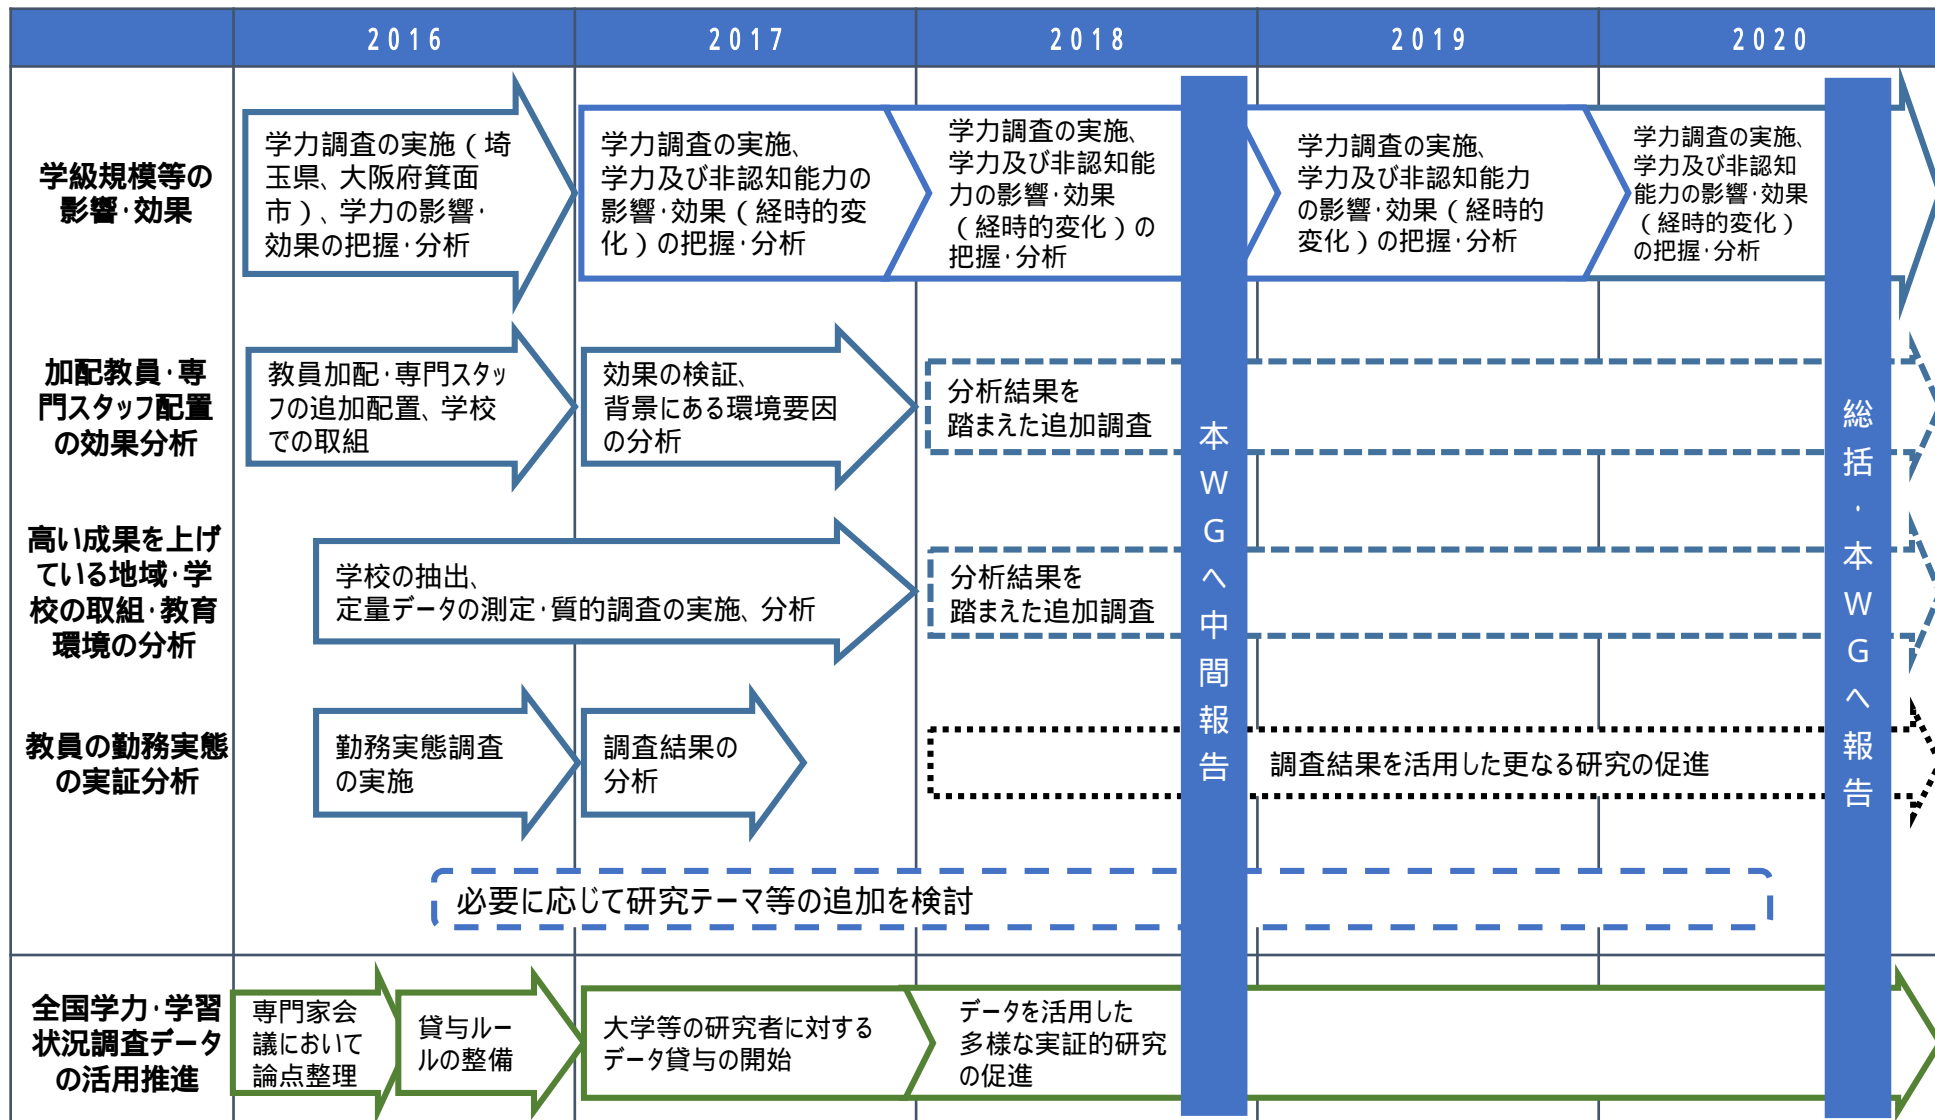 2016
2017
2018
2019
2020
学級規模等の
影響・効果
学力調査の実施（埼
玉県、大阪府箕面
市）、学力の影響・
効果の把握・分析
学力調査の実施、
学力及び非認知能力の
影響・効果（経時的変
化）の把握・分析
学力調査の実施、
学力及び非認知能
力の影響・効果
（経時的変化）の
把握・分析
学力調査の実施、
学力及び非認知能力
の影響・効果（経時的
変化）の把握・分析
学力調査の実施、
学力及び非認知
能力の影響・効果
（経時的変化）
の把握・分析
加配教員・専
門スタッフ配置
の効果分析
教員加配・専門スタッ
フの追加配置、学校
での取組
効果の検証、
背景にある環境要因
の分析
分析結果を
踏まえた追加調査
高い成果を上げ
ている地域・学
校の取組・教育
環境の分析
学校の抽出、
定量データの測定・質的調査の実施、分析
分析結果を
踏まえた追加調査
教員の勤務実態
の実証分析
勤務実態調査
の実施
調査結果の
分析
調査結果を活用した更なる研究の促進
必要に応じて研究テーマ等の追加を検討
本WGへ中間報告
総括・本WGへ報告
全国学力・学習
状況調査データ
の活用推進
専門家会
議において
論点整理
貸与ルー
ルの整備
大学等の研究者に対する
データ貸与の開始
データを活用した
多様な実証的研究
の促進